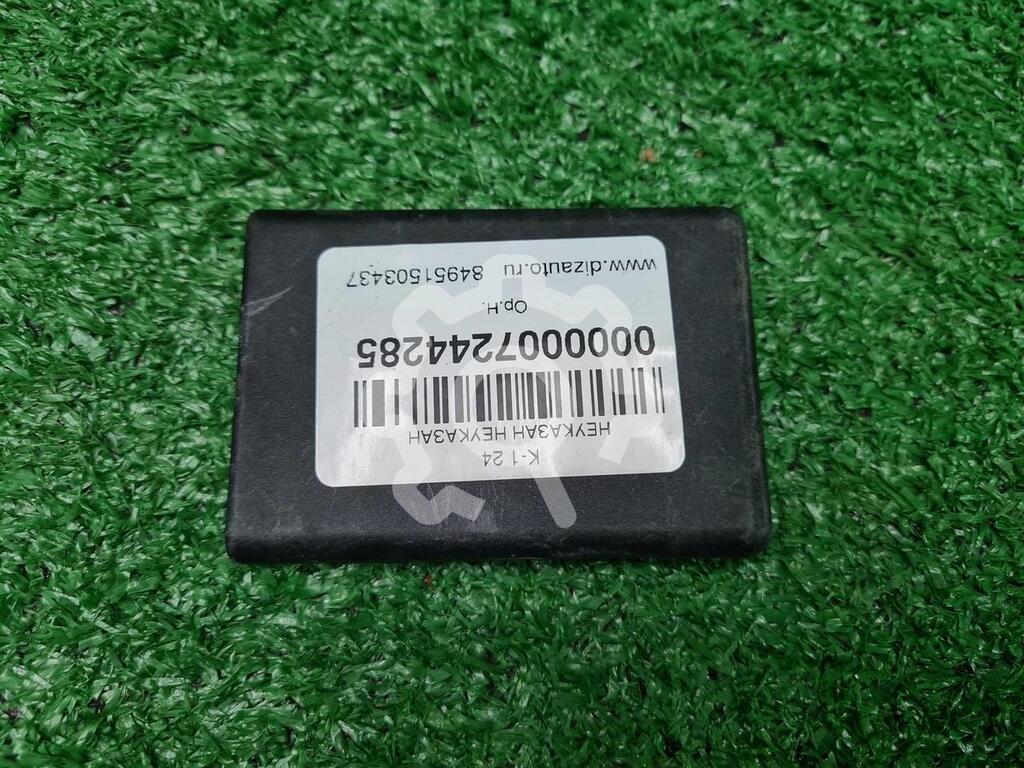 К-1 24
НЕУКАЗАН НЕУКАЗАН
0000007244285
Ор.Н.
www.dizauto.ru 84951503437